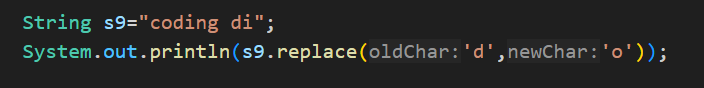 String s9="coding di";
System.out.println(s9.replace(oldChar:'d',newChar:'o'));